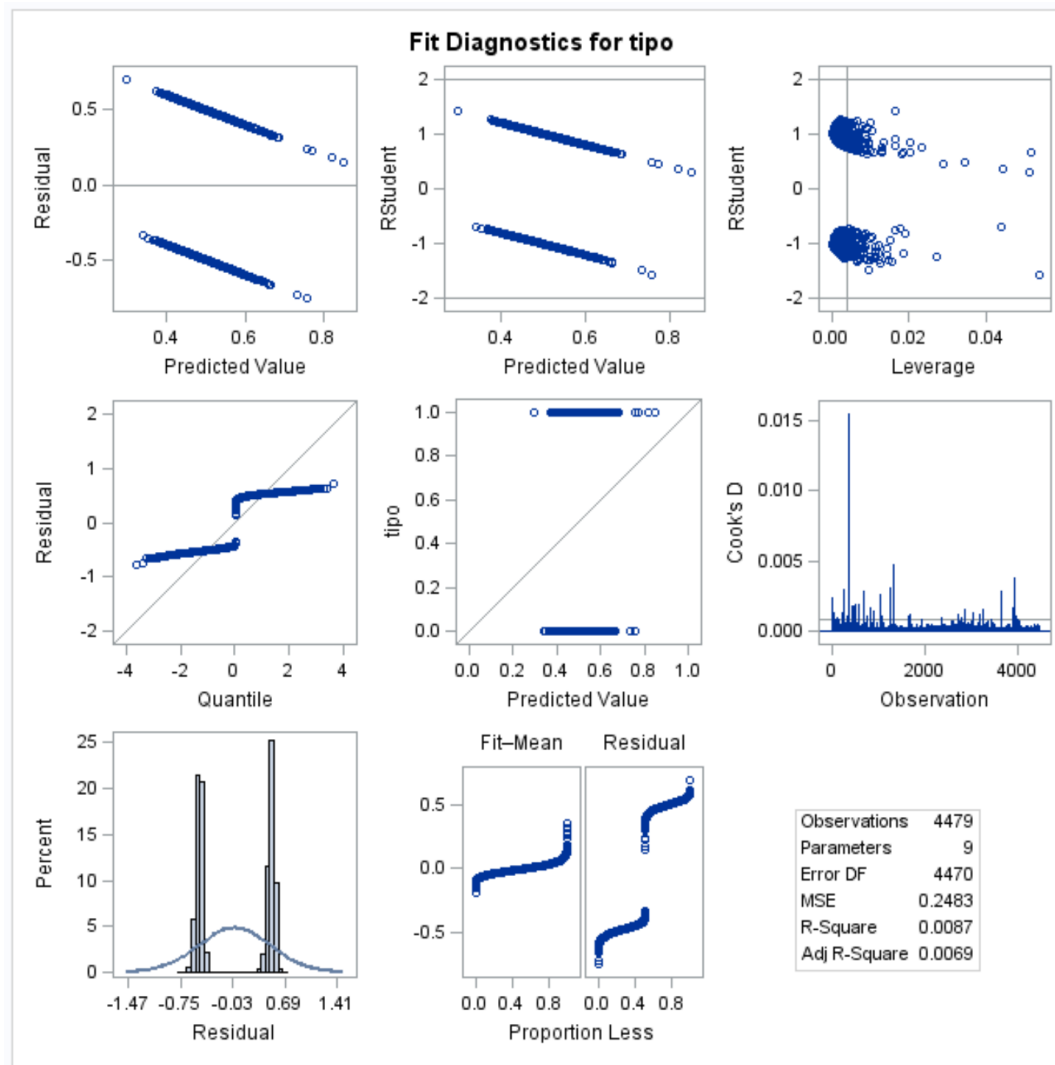 Fit Diagnostics for tipo
Residual
0.5
0.0
-0.5
0.4 0.6 0.8
Predicted Value
RStudent
2
1
0
-1
-2
0.4 0.6 0.8
Predicted Value
RStudent
2
1
0
-1
-2
0.00 0.02 0.04
Leverage
Residual
2
1
0
-1
-2
-4 -2 0 2 4
Quantile
tipo
1.0
0.8
0.6
0.4
0.2
0.0
0.0 0.2 0.4 0.6 0.8 1.0
Predicted Value
Cook's D
0.015
0.010
0.005
0.000
0 2000 4000
Observation
Percent
25
20
15
10
5
0
-1.47 -0.75 -0.03 0.69 1.41
Residual
Fit–Mean Residual
0.5
0.0
-0.5
0.0 0.4 0.8 0.0 0.4 0.8
Proportion Less
Observations 4479
Parameters 9
Error DF 4470
MSE 0.2483
R-Square 0.0087
Adj R-Square 0.0069